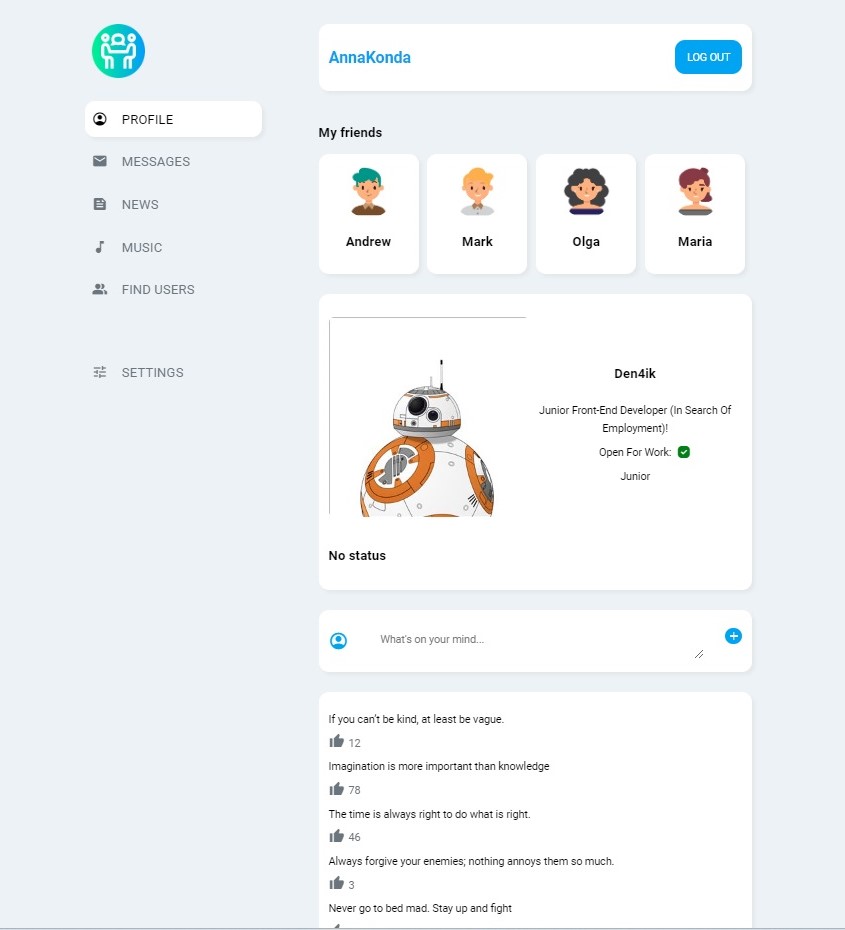 AnnaKonda
LOG OUT
PROFILE
MESSAGES
NEWS
MUSIC
FIND USERS
SETTINGS
My friends
Andrew
Mark
Olga
Maria
Den4ik
Junior Front-End Developer (In Search Of
Employment)!
Open For Work:
Junior
No status
What's on your mind...
If you can't be kind, at least be vague.
12
Imagination is more important than knowledge
78
The time is always right to do what is right.
46
Always forgive your enemies; nothing annoys them so much.
3
Never go to bed mad. Stay up and fight